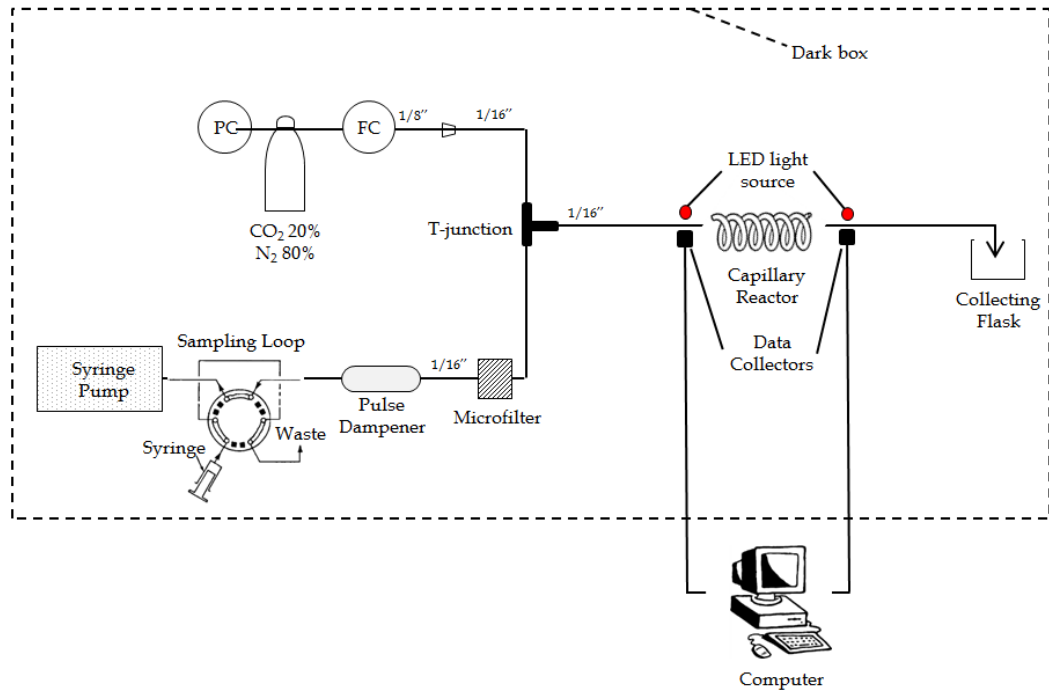 Dark box
PC
FC
1/8″
1/16″
CO₂ 20%
N₂ 80%
T-junction
1/16″
LED light
source
Capillary
Reactor
Collecting
Flask
Data
Collectors
Sampling Loop
Syringe
Pump
1/16″
Pulse
Dampener
Microfilter
Waste
Syringe
Computer